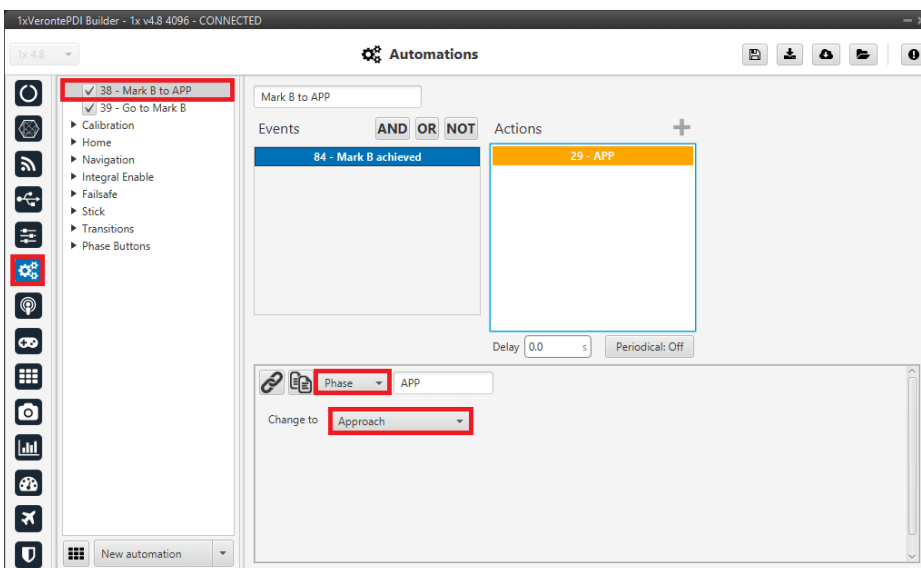 1xVerontePDI Builder - 1x v4.8 4096 - CONNECTED
1x 4.8
Automations
38 - Mark B to APP
39 - Go to Mark B
Calibration
Home
Navigation
Integral Enable
Failsafe
Stick
Transitions
Phase Buttons
New automation
Mark B to APP
Events AND OR NOT Actions
84 - Mark B achieved
29 - APP
Delay 0.0 s Periodical: Off
Phase APP
Change to Approach